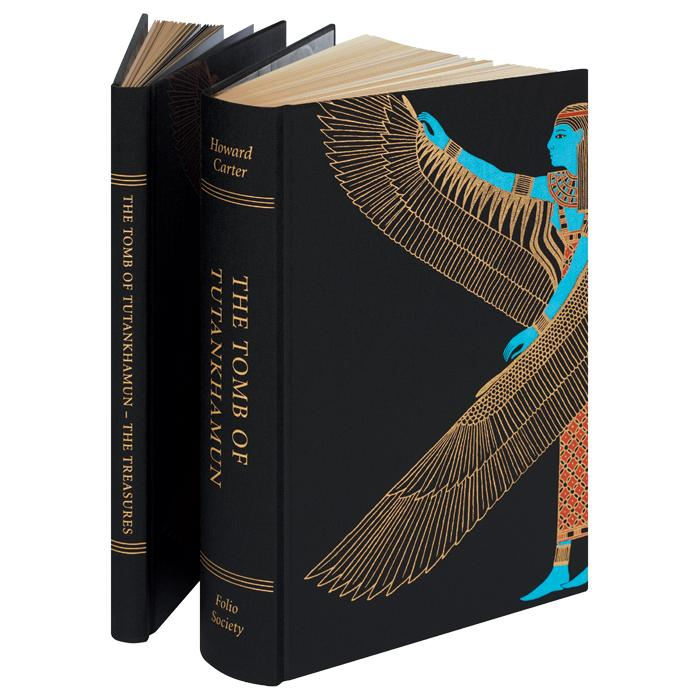 THE TOMB OF TUTANKHAMUN – THE TREASURES
Howard
Carter
THE TOMB OF
TUTANKHAMUN
Folio
Society